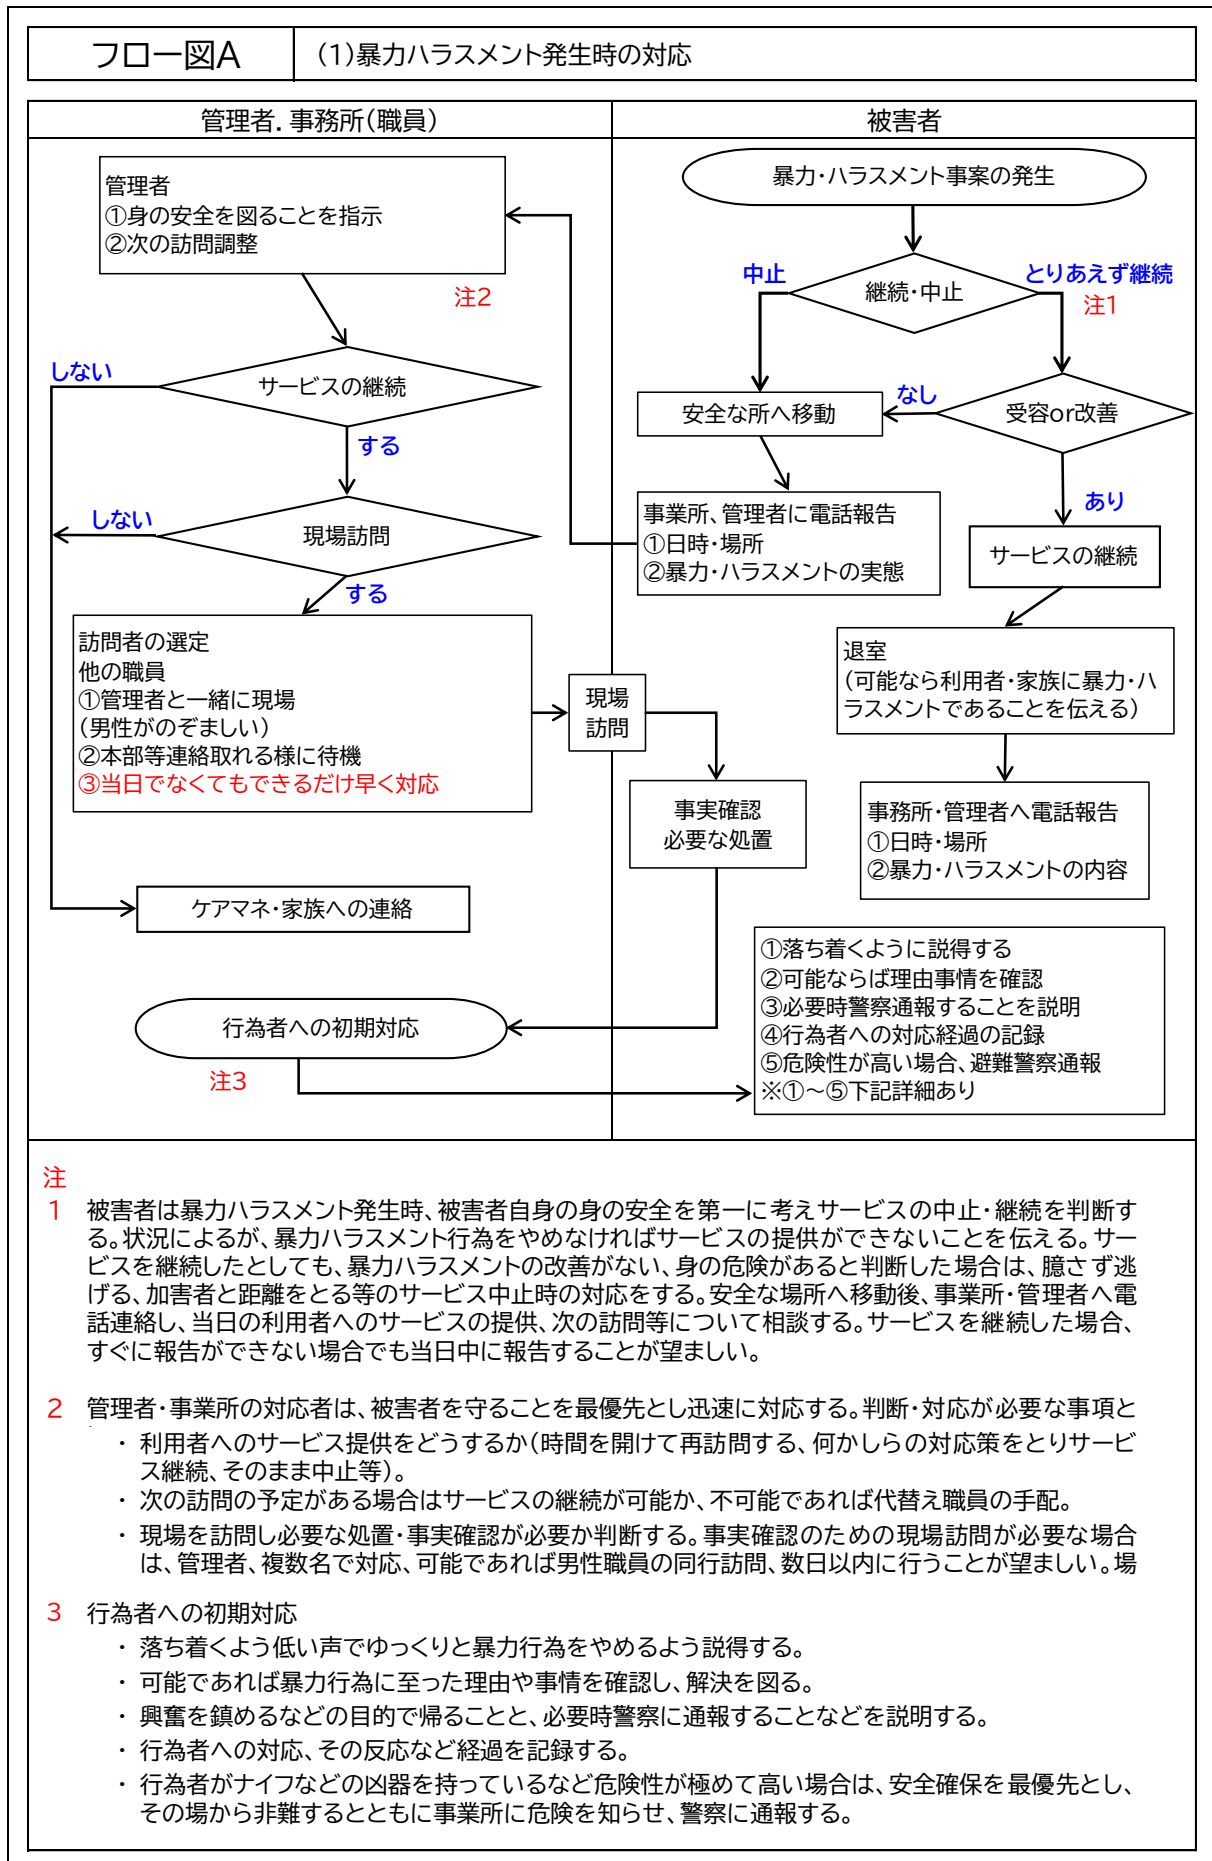 フロー図A
(1)暴力ハラスメント発生時の対応
管理者．事務所(職員)
被害者
管理者
①身の安全を図ることを指示
②次の訪問調整
注2
サービスの継続
しない
する
現場訪問
しない
する
訪問者の選定
他の職員
①管理者と一緒に現場
(男性がのぞましい)
②本部等連絡取れる様に待機
③当日でなくてもできるだけ早く対応
ケアマネ・家族への連絡
行為者への初期対応
注3
暴力・ハラスメント事案の発生
中止
継続・中止
とりあえず継続
注1
安全な所へ移動
なし
受容or改善
あり
事業所、管理者に電話報告
①日時・場所
②暴力・ハラスメントの実態
サービスの継続
退室
(可能なら利用者・家族に暴力・ハ
ラスメントであることを伝える)
現場
訪問
事実確認
必要な処置
事務所・管理者へ電話報告
①日時・場所
②暴力・ハラスメントの内容
①落ち着くように説得する
②可能ならば理由事情を確認
③必要時警察通報することを説明
④行為者への対応経過の記録
⑤危険性が高い場合、避難警察通報
※①～⑤下記詳細あり
注
1 被害者は暴力ハラスメント発生時、被害者自身の身の安全を第一に考えサービスの中止・継続を判断す
る。状況によるが、暴力ハラスメント行為をやめなければサービスの提供ができないことを伝える。サー
ビスを継続したとしても、暴力ハラスメントの改善がない、身の危険があると判断した場合は、臆さず逃
げる、加害者と距離をとる等のサービス中止時の対応をする。安全な場所へ移動後、事業所・管理者へ電
話連絡し、当日の利用者へのサービスの提供、次の訪問等について相談する。サービスを継続した場合、
すぐに報告ができない場合でも当日中に報告することが望ましい。
2 管理者・事業所の対応者は、被害者を守ることを最優先とし迅速に対応する。判断・対応が必要な事項と
・ 利用者へのサービス提供をどうするか(時間を開けて再訪問する、何かしらの対応策をとりサービ
ス継続、そのまま中止等)。
・ 次の訪問の予定がある場合はサービスの継続が可能か、不可能であれば代替え職員の手配。
・ 現場を訪問し必要な処置・事実確認が必要か判断する。事実確認のための現場訪問が必要な場合
は、管理者、複数名で対応、可能であれば男性職員の同行訪問、数日以内に行うことが望ましい。場
3 行為者への初期対応
・ 落ち着くよう低い声でゆっくりと暴力行為をやめるよう説得する。
・ 可能であれば暴力行為に至った理由や事情を確認し、解決を図る。
・ 興奮を鎮めるなどの目的で帰ることと、必要時警察に通報することなどを説明する。
・ 行為者への対応、その反応など経過を記録する。
・ 行為者がナイフなどの凶器を持っているなど危険性が極めて高い場合は、安全確保を最優先とし、
その場から非難するとともに事業所に危険を知らせ、警察に通報する。